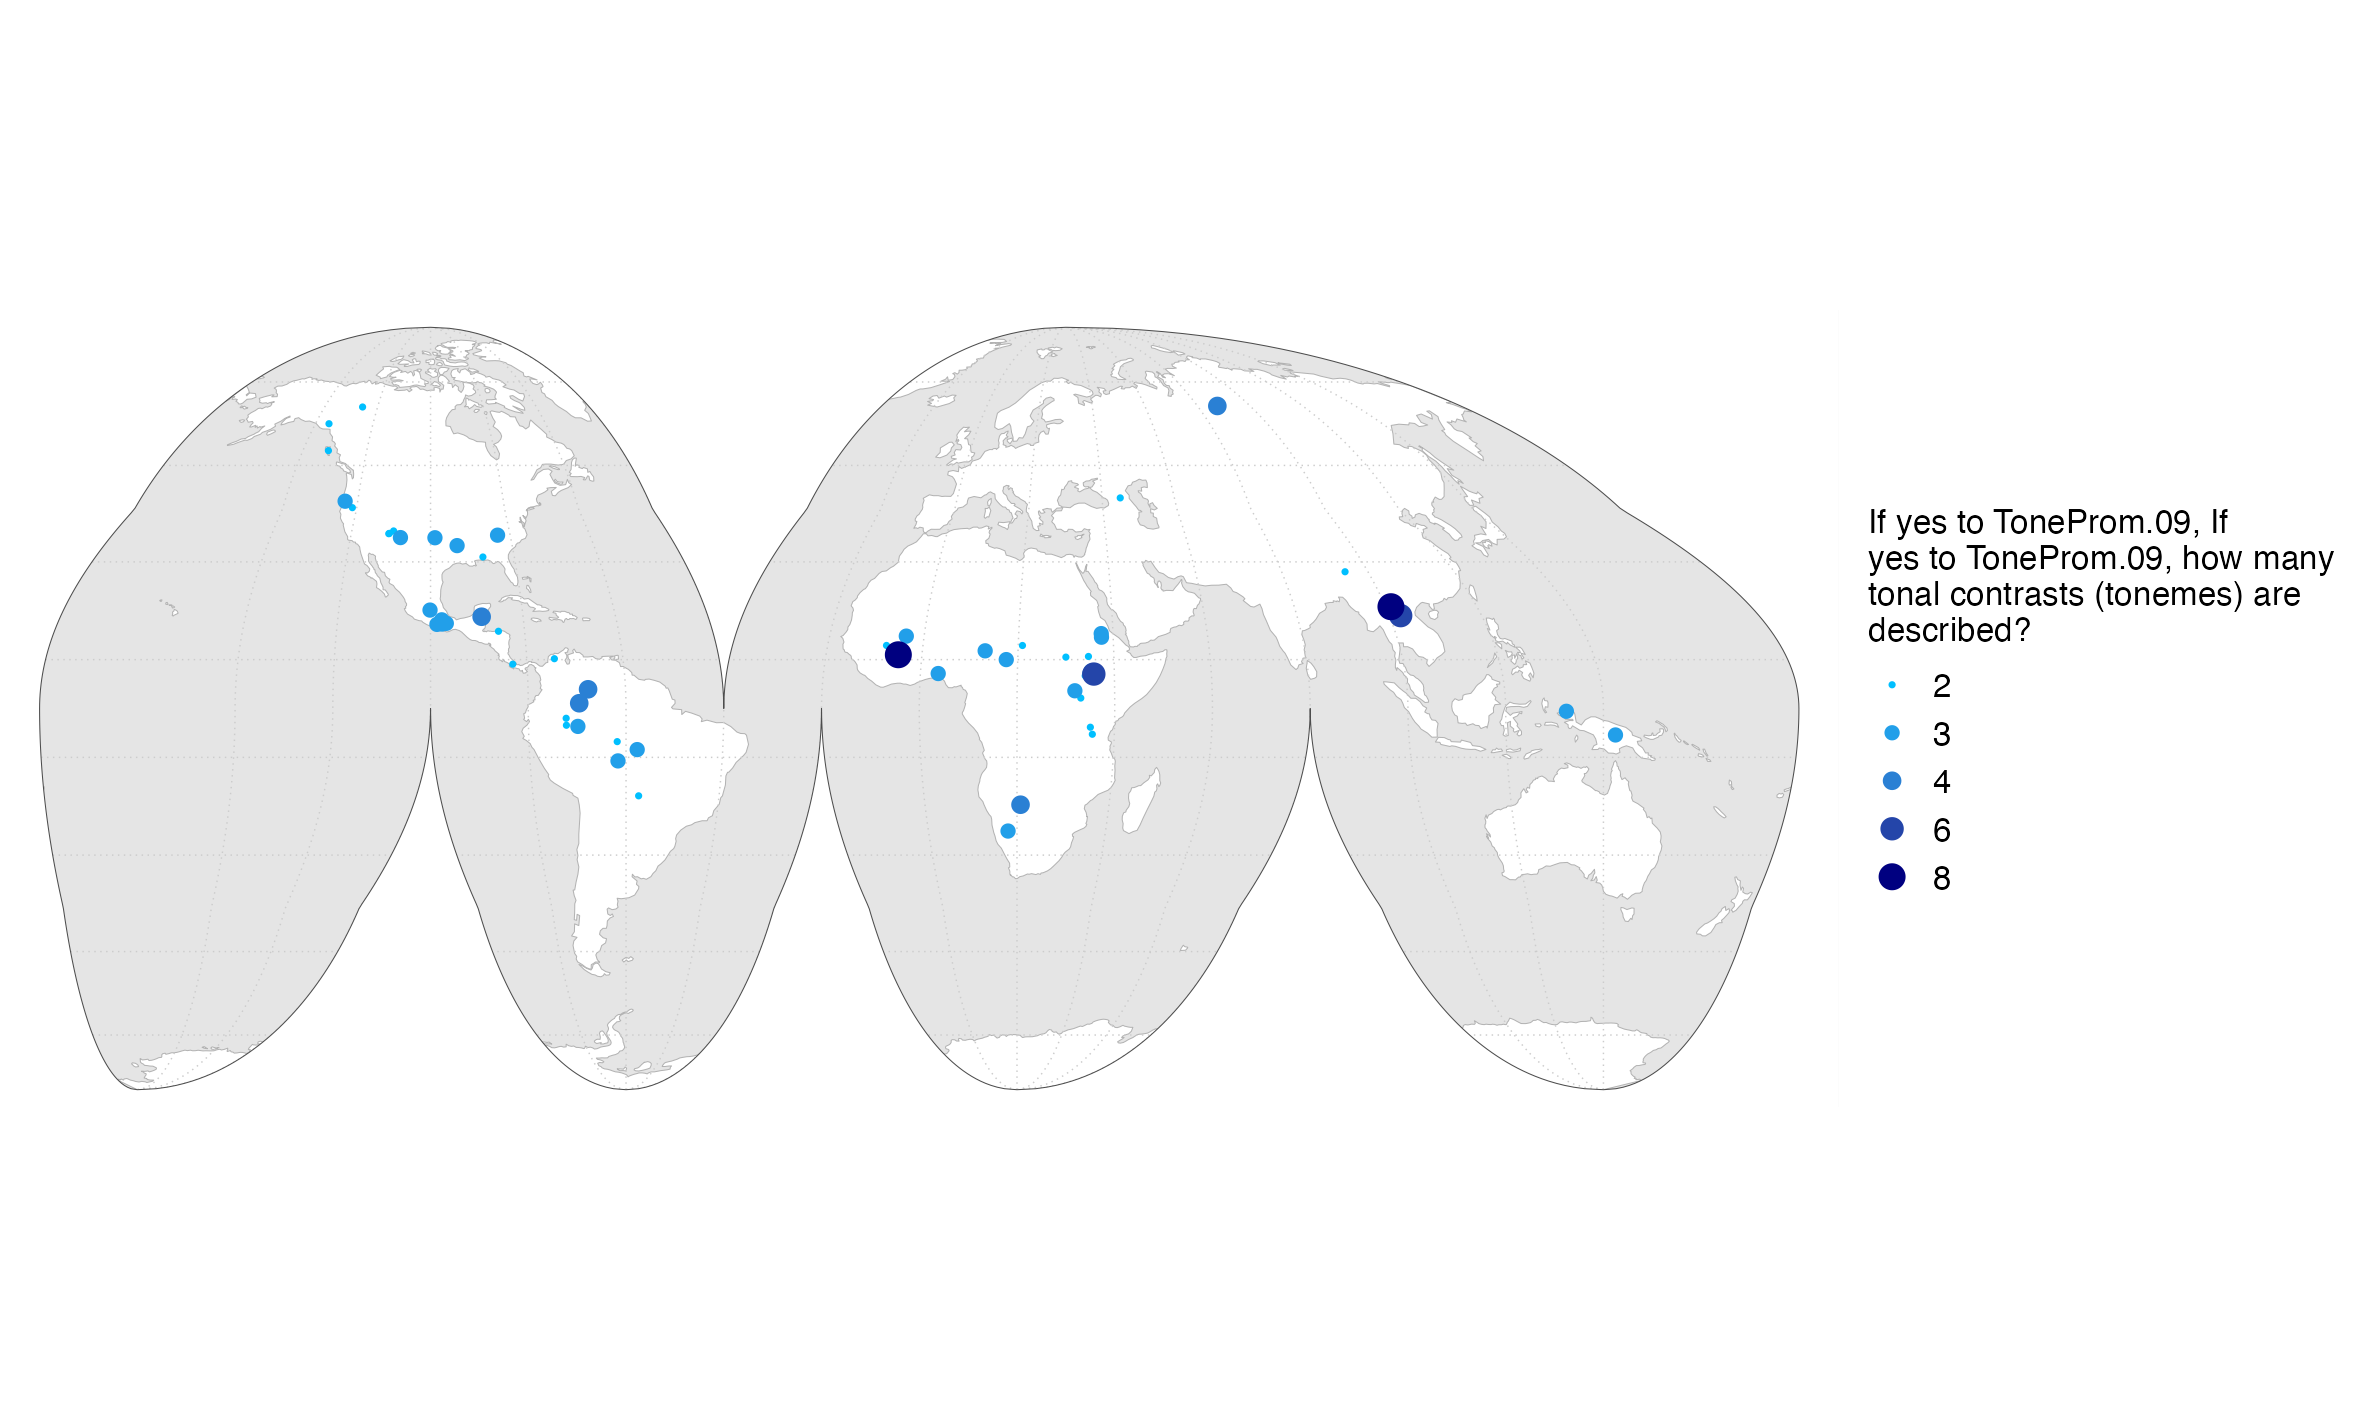 If yes to ToneProm.09, If
yes to ToneProm.09, how many
tonal contrasts (tonemes) are
described?
2
3
4
6
8